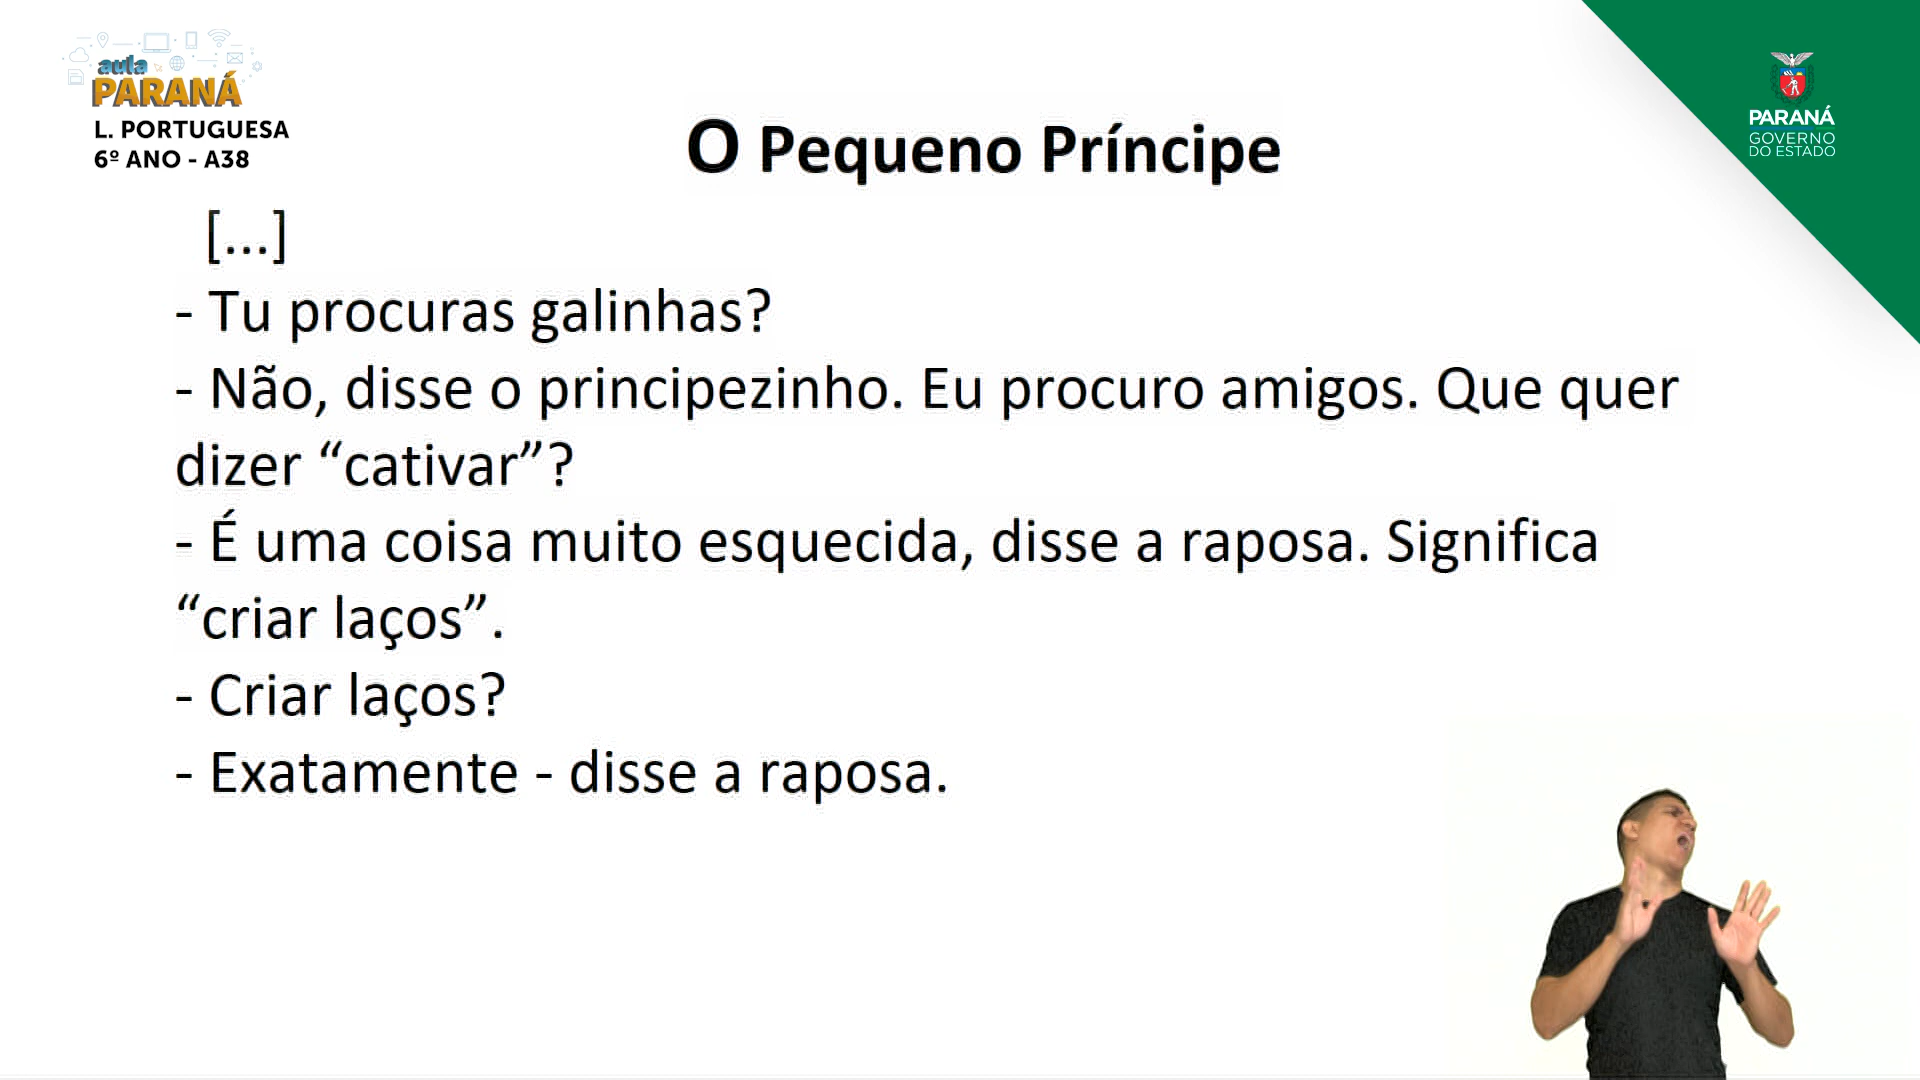 aula
PARANÁ
L. PORTUGUESA
6º ANO - A38
PARANÁ
GOVERNO
DO ESTADO
O Pequeno Príncipe
[...]
- Tu procuras galinhas?
- Não, disse o principezinho. Eu procuro amigos. Que quer
dizer “cativar”?
- É uma coisa muito esquecida, disse a raposa. Significa
“criar laços”.
- Criar laços?
- Exatamente - disse a raposa.